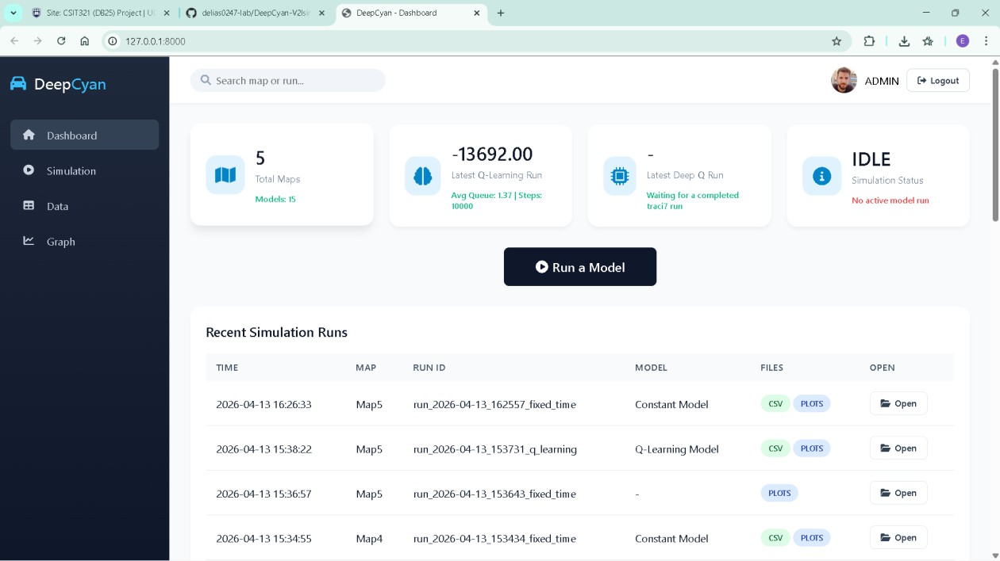 Site: CSIT321 (DB25) Project | U
delias0247-lab/DeepCyan-V2Isi
DeepCyan - Dashboard
127.0.0.1:8000
E
DeepCyan
Search map or run...
ADMIN
Logout
Dashboard
Simulation
Data
Graph
5
Total Maps
Models: 15
-13692.00
Latest Q-Learning Run
Avg Queue: 1.37 | Steps:
10000
-
Latest Deep Q Run
Waiting for a completed
traci7 run
IDLE
Simulation Status
No active model run
Run a Model
Recent Simulation Runs
TIME MAP RUN ID MODEL FILES OPEN
2026-04-13 16:26:33 Map5 run_2026-04-13_162557_fixed_time Constant Model CSV PLOTS Open
2026-04-13 15:38:22 Map5 run_2026-04-13_153731_q_learning Q-Learning Model CSV PLOTS Open
2026-04-13 15:36:57 Map5 run_2026-04-13_153643_fixed_time - PLOTS Open
2026-04-13 15:34:55 Map4 run_2026-04-13_153434_fixed_time Constant Model CSV PLOTS Open